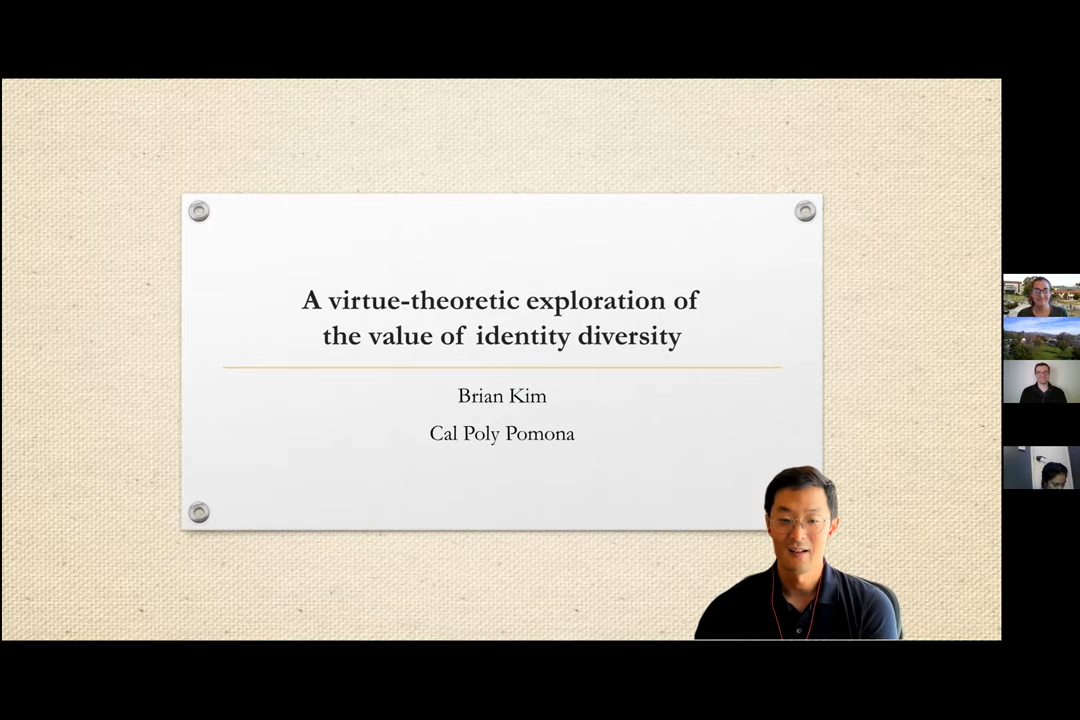 A virtue-theoretic exploration of
the value of identity diversity
Brian Kim
Cal Poly Pomona